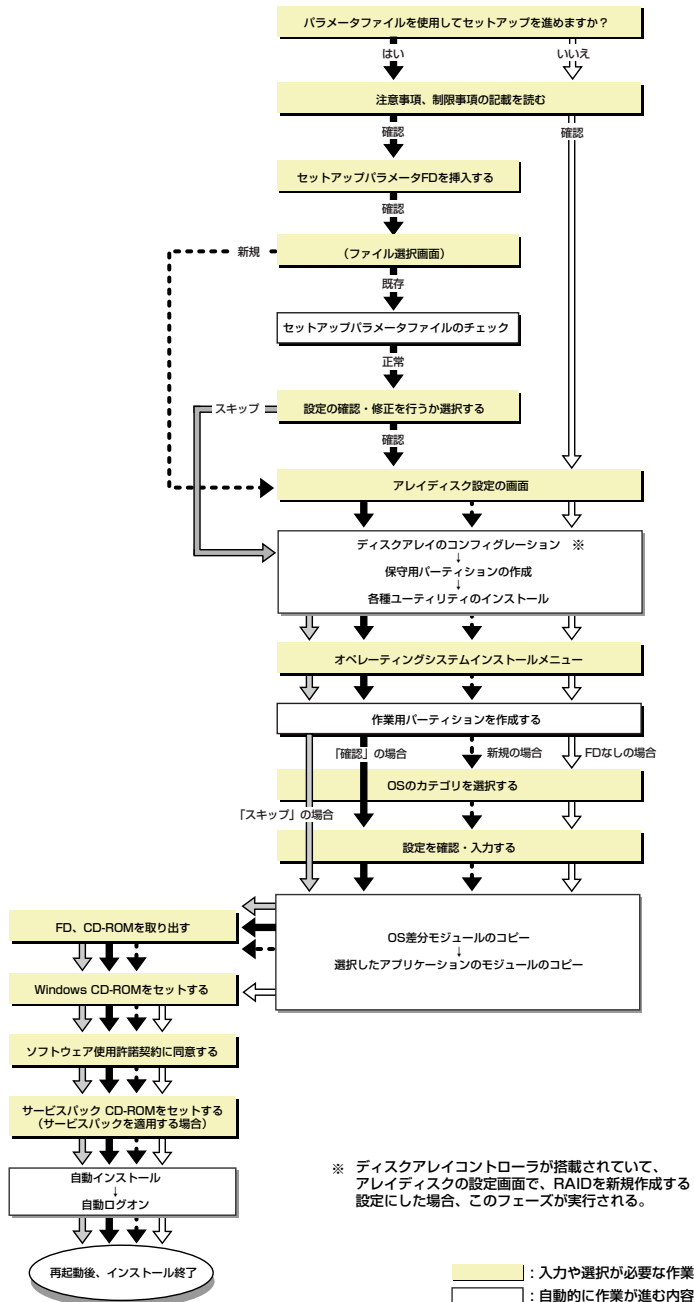 パラメータファイルを使用してセットアップを進めますか？
はい
いいえ
注意事項、制限事項の記載を読む
確認
確認
セットアップパラメータFDを挿入する
確認
新規
（ファイル選択画面）
既存
セットアップパラメータファイルのチェック
正常
スキップ
設定の確認・修正を行うか選択する
確認
アレイディスク設定の画面
ディスクアレイのコンフィグレーション　※
↓
保守用パーティションの作成
↓
各種ユーティリティのインストール
オペレーティングシステムインストールメニュー
作業用パーティションを作成する
「確認」の場合
新規の場合
FDなしの場合
OSのカテゴリを選択する
「スキップ」の場合
設定を確認・入力する
OS差分モジュールのコピー
↓
選択したアプリケーションのモジュールのコピー
FD、CD-ROMを取り出す
Windows CD-ROMをセットする
ソフトウェア使用許諾契約に同意する
サービスパック CD-ROMをセットする
（サービスパックを適用する場合）
自動インストール
↓
自動ログオン
再起動後、インストール終了
※　ディスクアレイコントローラが搭載されていて、
アレイディスクの設定画面で、RAIDを新規作成する
設定にした場合、このフェーズが実行される。
：入力や選択が必要な作業
：自動的に作業が進む内容